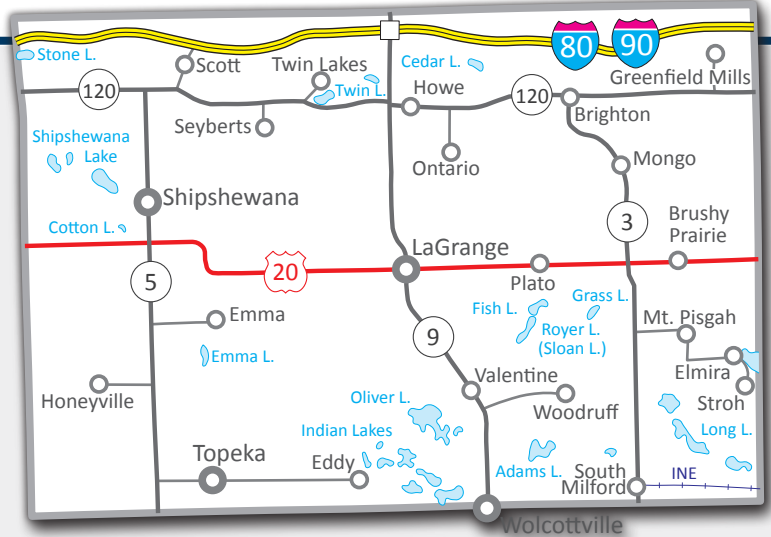 80
90
Stone L.
Scott
Twin Lakes
Cedar L.
Greenfield Mills
120
Twin L.
Howe
120
Brighton
Seyberts
Shipshewana
Lake
Ontario
Mongo
Shipshewana
3
Brushy
Prairie
Cotton L.
LaGrange
20
5
Plato
Emma
Fish L.
Grass L.
Royer L.
(Sloan L.)
Mt. Pisgah
9
Emma L.
Elmira
Valentine
Honeyville
Oliver L.
Woodruff
Stroh
Indian Lakes
Long L.
Topeka
Eddy
Adams L.
South
Milford
INE
Wolcottville